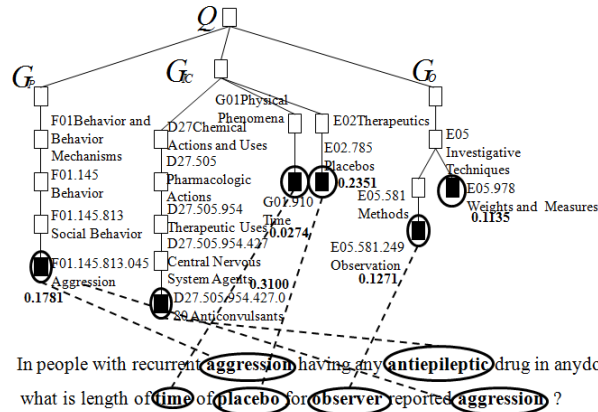 Q
G_P
G_IC
G_O
F01Behavior and
Behavior
Mechanisms
F01.145
Behavior
F01.145.813
Social Behavior
F01.145.813.045
Aggression
0.1781
D27Chemical
Actions and Uses
D27.505
Pharmacologic
Actions
D27.505.954
Therapeutic Uses
D27.505.954.427
Central Nervous
System Agents
D27.505.954.427.0
80 Anticonvulsants
0.3100
G01Physical
Phenomena
G01.910
Time
0.0274
E02Therapeutics
E02.785
Placebos
0.2351
E05
Investigative
Techniques
E05.581
Methods
E05.581.249
Observation
0.1271
E05.978
Weights and Measures
0.1135
In people with recurrent aggression having any antiepileptic drug in anydo
what is length of time of placebo for observer reported aggression ?